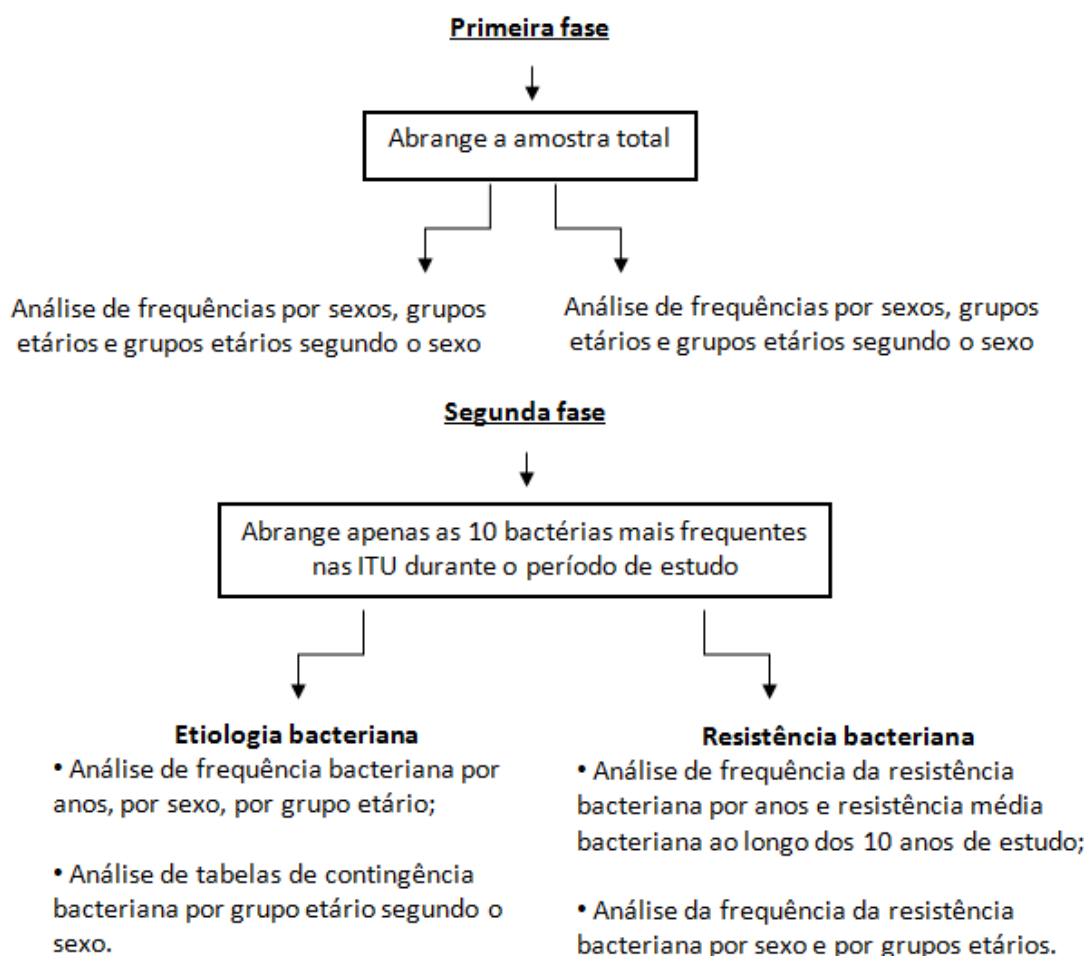 Primeira fase
Abrange a amostra total
Análise de frequências por sexos, grupos
etários e grupos etários segundo o sexo
Análise de frequências por sexos, grupos
etários e grupos etários segundo o sexo
Segunda fase
Abrange apenas as 10 bactérias mais frequentes
nas ITU durante o período de estudo
Etiologia bacteriana
• Análise de frequência bacteriana por
anos, por sexo, por grupo etário;
• Análise de tabelas de contingência
bacteriana por grupo etário segundo o
sexo.
Resistência bacteriana
• Análise de frequência da resistência
bacteriana por anos e resistência média
bacteriana ao longo dos 10 anos de estudo;
• Análise da frequência da resistência
bacteriana por sexo e por grupos etários.